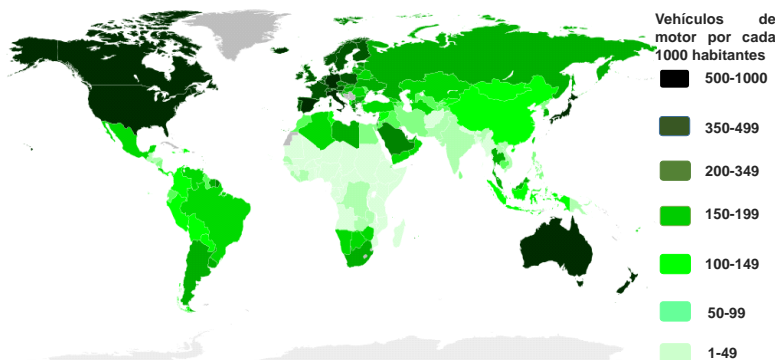 Vehículos de
motor por cada
1000 habitantes
500-1000
350-499
200-349
150-199
100-149
50-99
1-49